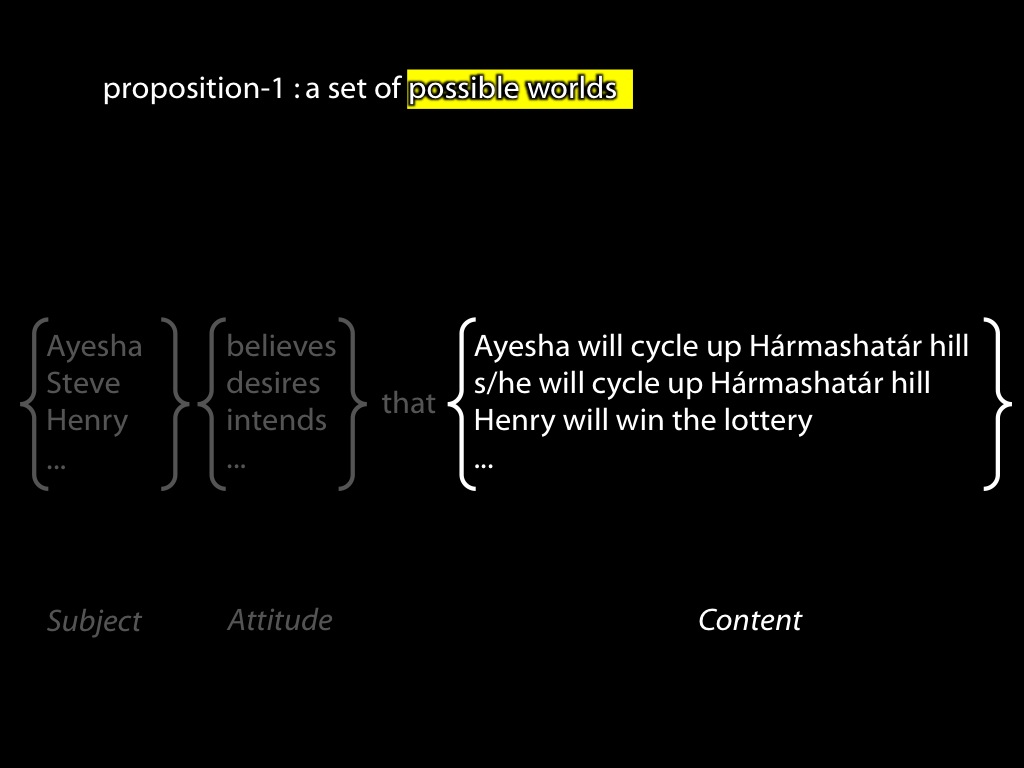 proposition-1 : a set of possible worlds
Ayesha
Steve
Henry
...
believes
desires
intends
...
that
Ayesha will cycle up Hármashatár hill
s/he will cycle up Hármashatár hill
Henry will win the lottery
...
Subject
Attitude
Content